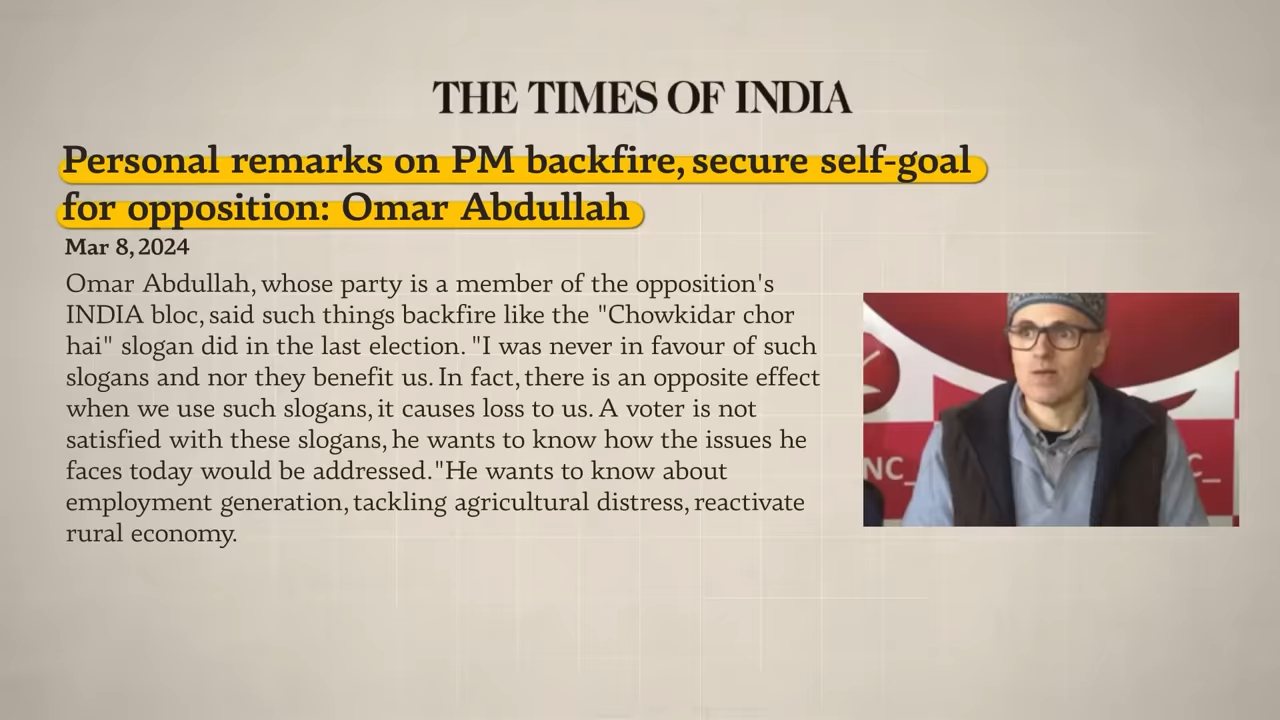 THE TIMES OF INDIA
Personal remarks on PM backfire, secure self-goal
for opposition: Omar Abdullah
Mar 8, 2024
Omar Abdullah, whose party is a member of the opposition's
INDIA bloc, said such things backfire like the "Chowkidar chor
hai" slogan did in the last election. "I was never in favour of such
slogans and nor they benefit us. In fact, there is an opposite effect
when we use such slogans, it causes loss to us. A voter is not
satisfied with these slogans, he wants to know how the issues he
faces today would be addressed."He wants to know about
employment generation, tackling agricultural distress, reactivate
rural economy.
NC_
C_